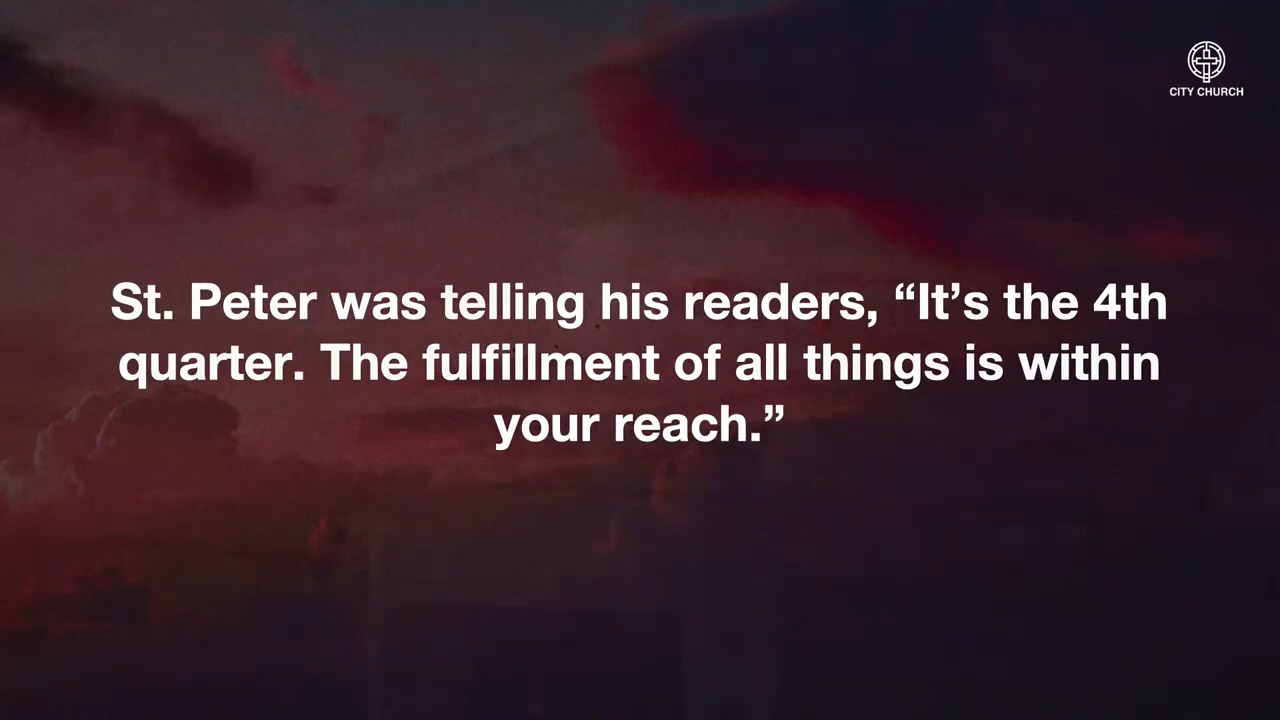 CITY CHURCH
St. Peter was telling his readers, “It’s the 4th
quarter. The fulfillment of all things is within
your reach.”